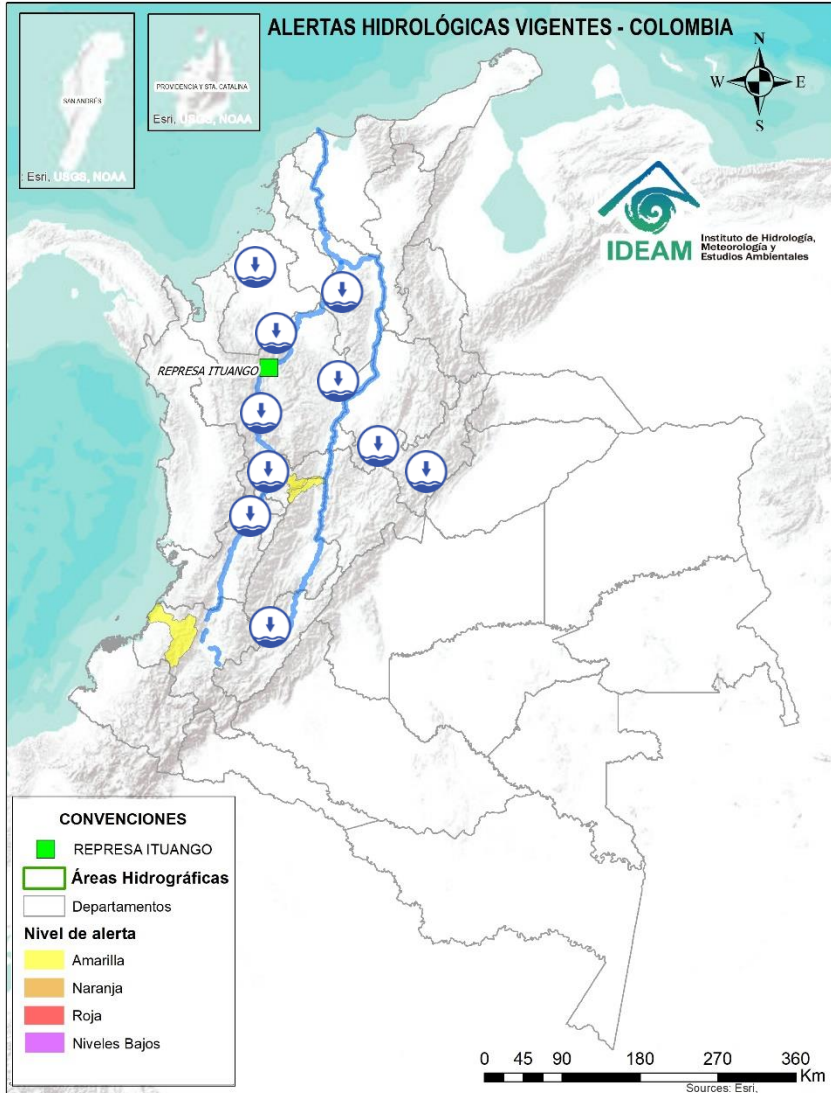 ALERTAS HIDROLÓGICAS VIGENTES - COLOMBIA
SAN ANDRÉS
: Esri, USGS, NOAA
PROVIDENCIA Y STA. CATALINA
Esri, USGS, NOAA
N
W
E
S
IDEAM
Instituto de Hidrología,
Meteorología y
Estudios Ambientales
REPRESA ITUANGO
CONVENCIONES
REPRESA ITUANGO
Áreas Hidrográficas
Departamentos
Nivel de alerta
Amarilla
Naranja
Roja
Niveles Bajos
0 45 90 180 270 360
Km
Sources: Esri,